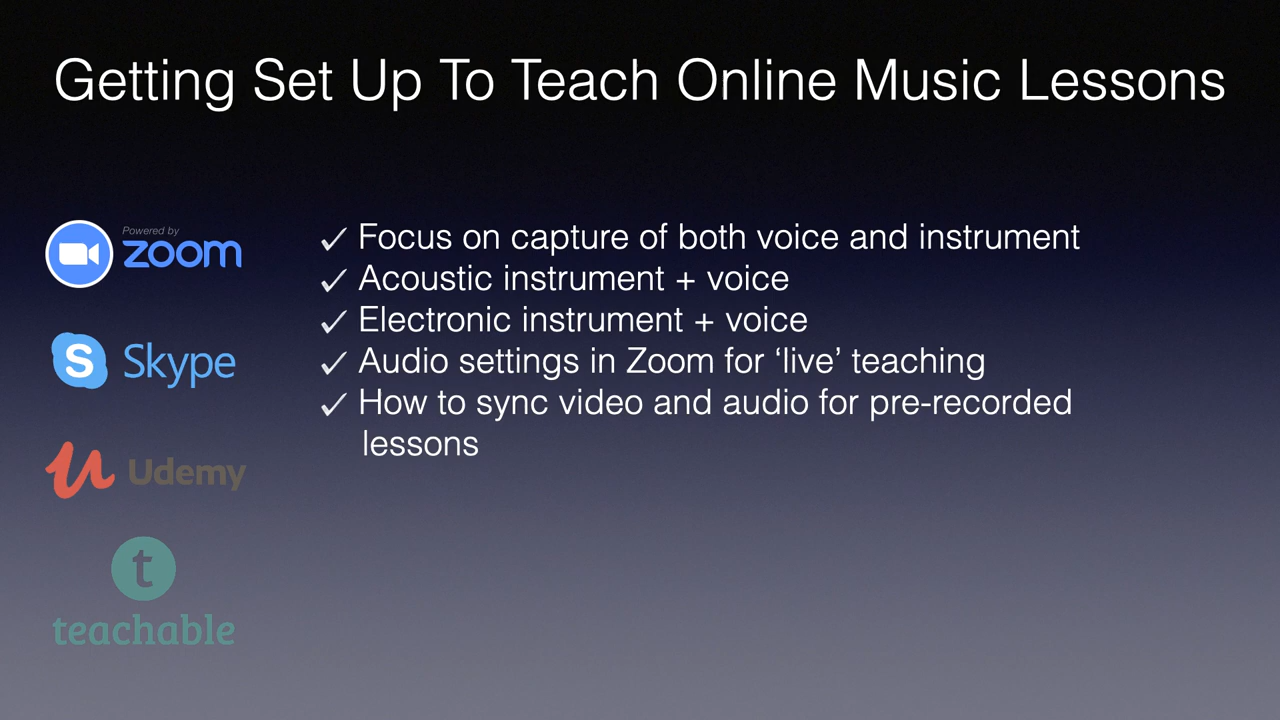 Getting Set Up To Teach Online Music Lessons
Powered by
zoom
S Skype
Udemy
t
teachable
✓ Focus on capture of both voice and instrument
✓ Acoustic instrument + voice
✓ Electronic instrument + voice
✓ Audio settings in Zoom for ‘live’ teaching
✓ How to sync video and audio for pre-recorded
lessons